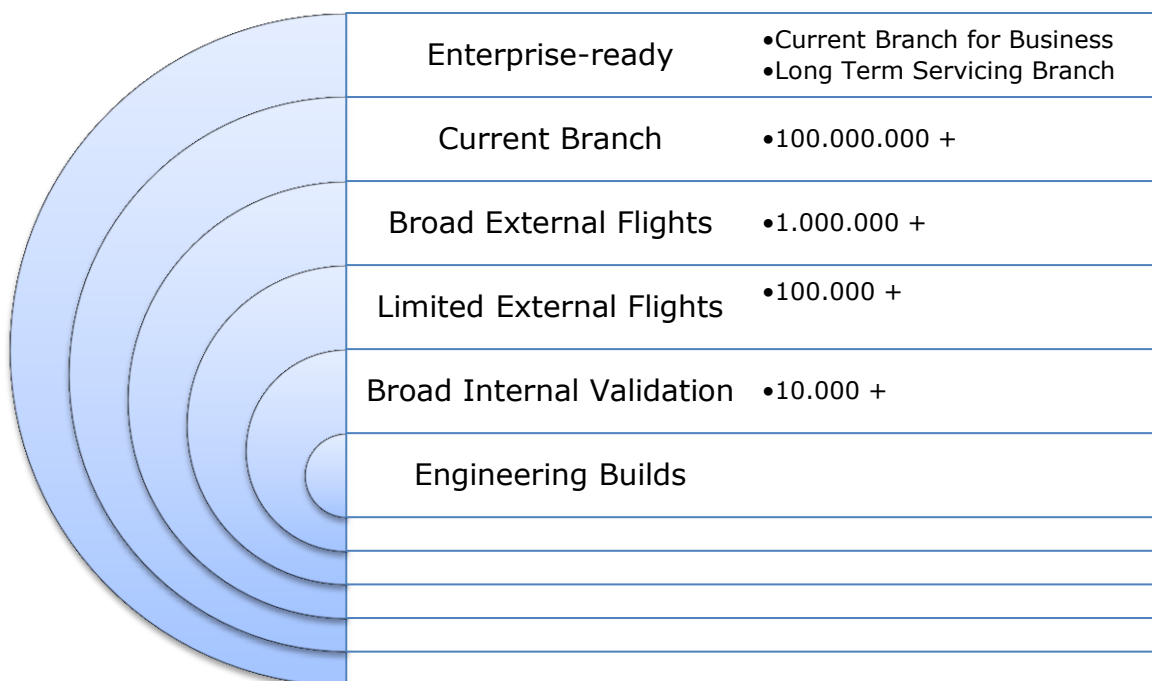 Enterprise-ready
•Current Branch for Business
•Long Term Servicing Branch
Current Branch
•100.000.000 +
Broad External Flights
•1.000.000 +
Limited External Flights
•100.000 +
Broad Internal Validation
•10.000 +
Engineering Builds